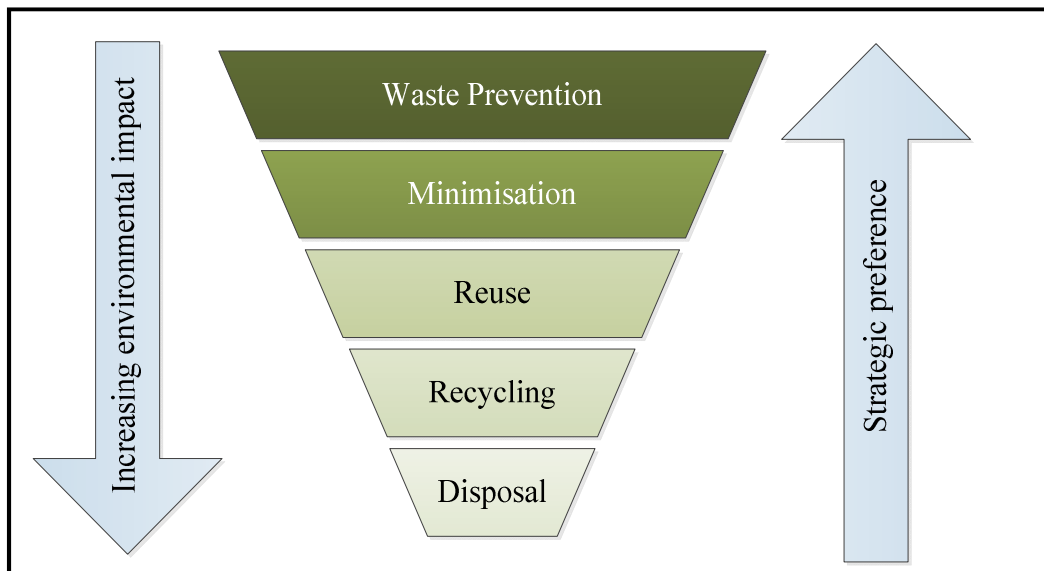 Increasing environmental impact
Waste Prevention
Minimisation
Reuse
Recycling
Disposal
Strategic preference